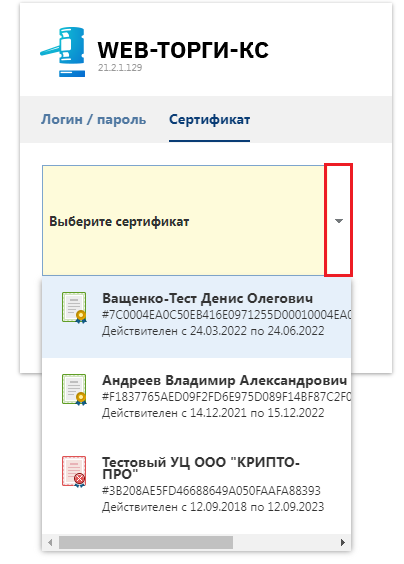 WEB-ТОРГИ-КС
21.2.1.129
Логин / пароль Сертификат
Выберите сертификат
Ващенко-Тест Денис Олегович
#7C0004EA0C50EB416E0971255D00010004EA0
Действителен с 24.03.2022 по 24.06.2022
Андреев Владимир Александрович
#F1837765AED09F2FD6E975D089F14BF87C2F0
Действителен с 14.12.2021 по 15.12.2022
Тестовый УЦ ООО "КРИПТО-
ПРО"
#3B208AE5FD46688649A050FAAFA88393
Действителен с 12.09.2018 по 12.09.2023